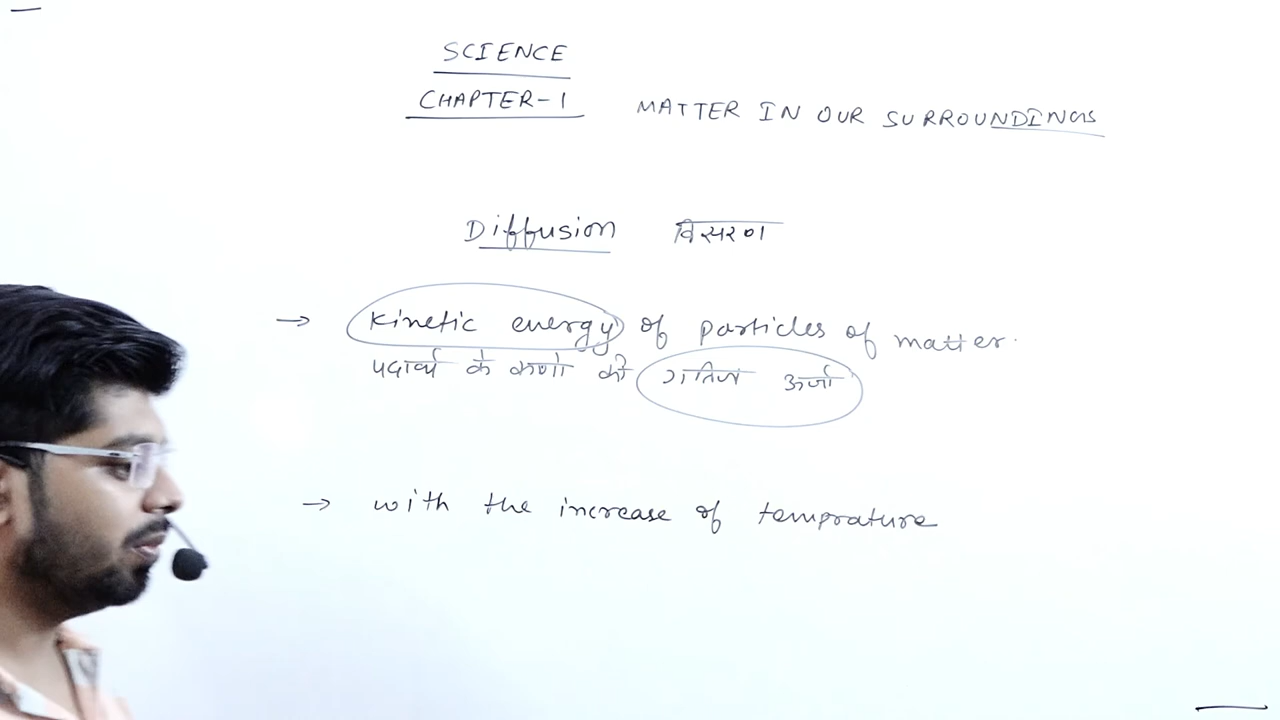 SCIENCE
CHAPTER-1 MATTER IN OUR SURROUNDINGS
Diffusion विसरण
→ Kinetic energy of particles of matter.
पदार्थ के कणों की गतिज ऊर्जा
→ with the increase of temprature